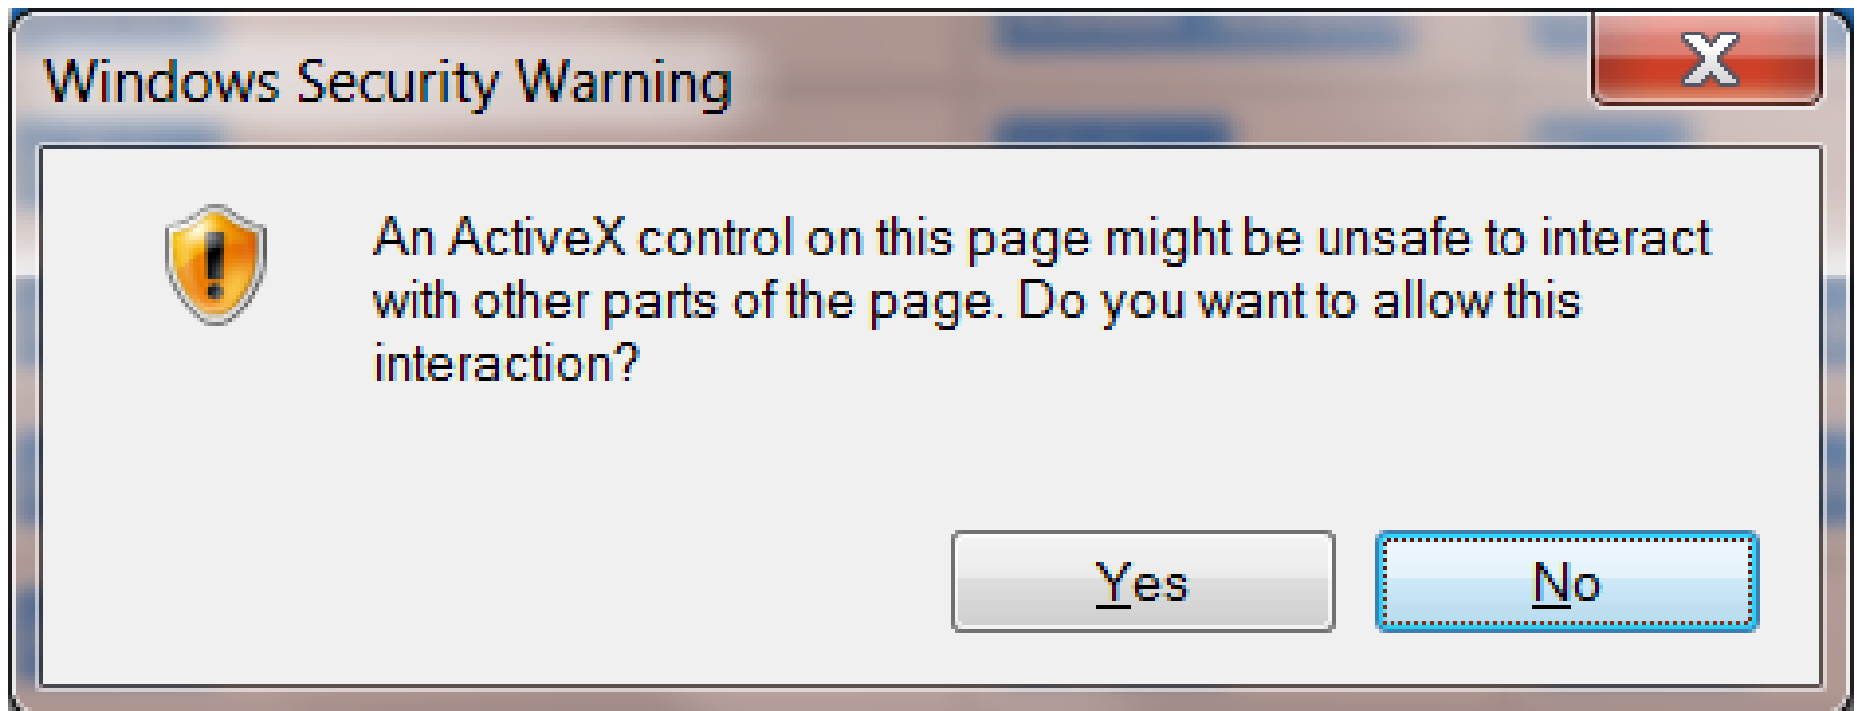 Windows Security Warning
An ActiveX control on this page might be unsafe to interact
with other parts of the page. Do you want to allow this
interaction?
Yes
No